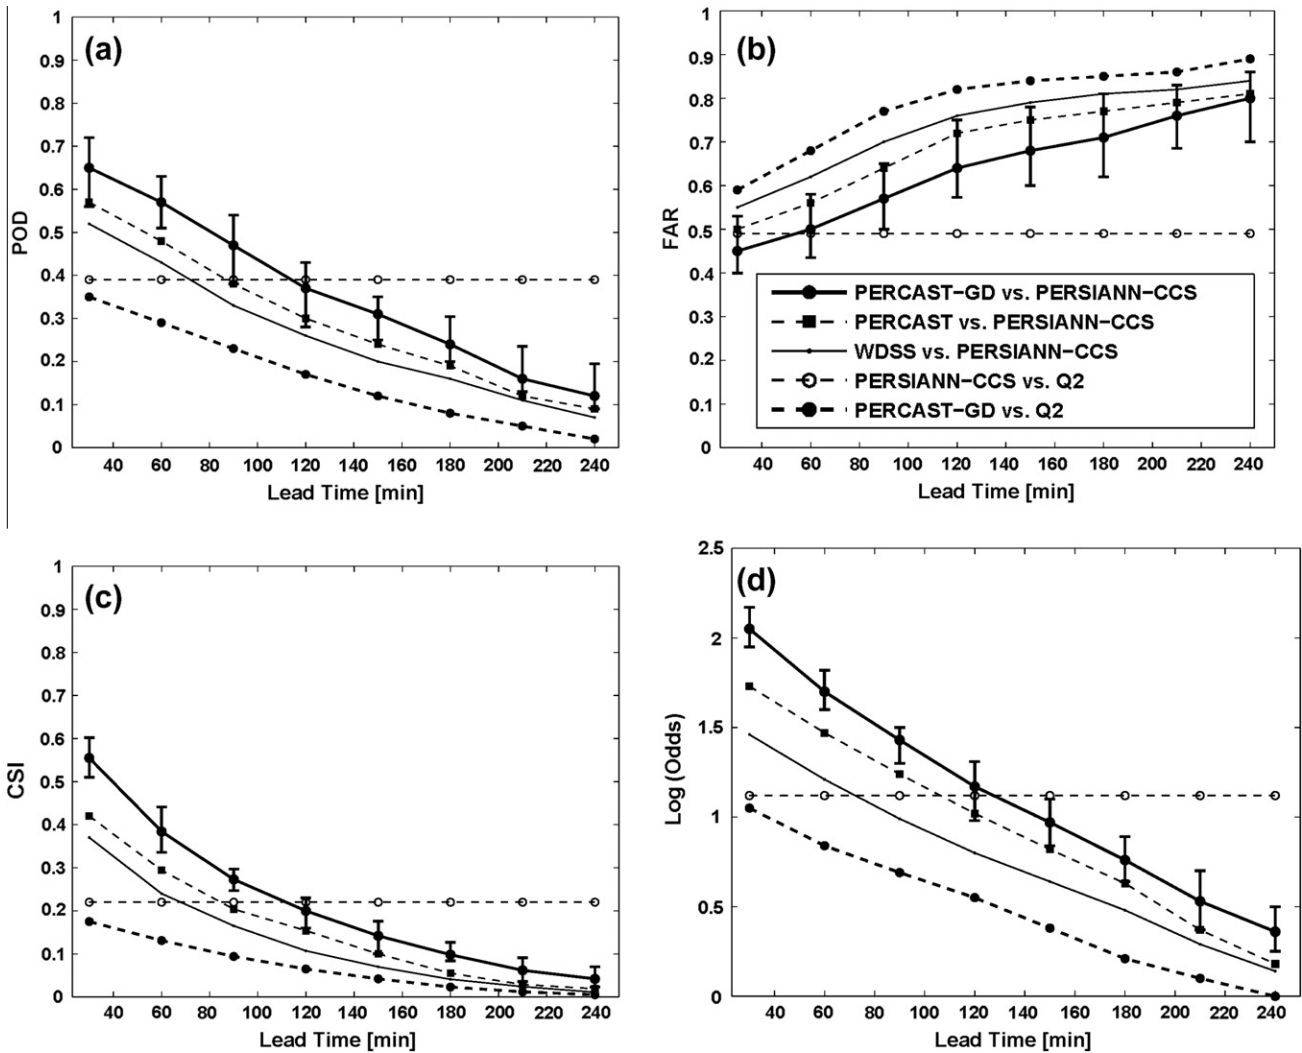 (a)
POD
1
0.9
0.8
0.7
0.6
0.5
0.4
0.3
0.2
0.1
0
40 60 80 100 120 140 160 180 200 220 240
Lead Time [min]
(b)
FAR
1
0.9
0.8
0.7
0.6
0.5
0.4
0.3
0.2
0.1
0
PERCAST-GD vs. PERSIANN-CCS
PERCAST vs. PERSIANN-CCS
WDSS vs. PERSIANN-CCS
PERSIANN-CCS vs. Q2
PERCAST-GD vs. Q2
40 60 80 100 120 140 160 180 200 220 240
Lead Time [min]
(c)
CSI
1
0.9
0.8
0.7
0.6
0.5
0.4
0.3
0.2
0.1
0
40 60 80 100 120 140 160 180 200 220 240
Lead Time [min]
(d)
Log (Odds)
2.5
2
1.5
1
0.5
0
40 60 80 100 120 140 160 180 200 220 240
Lead Time [min]